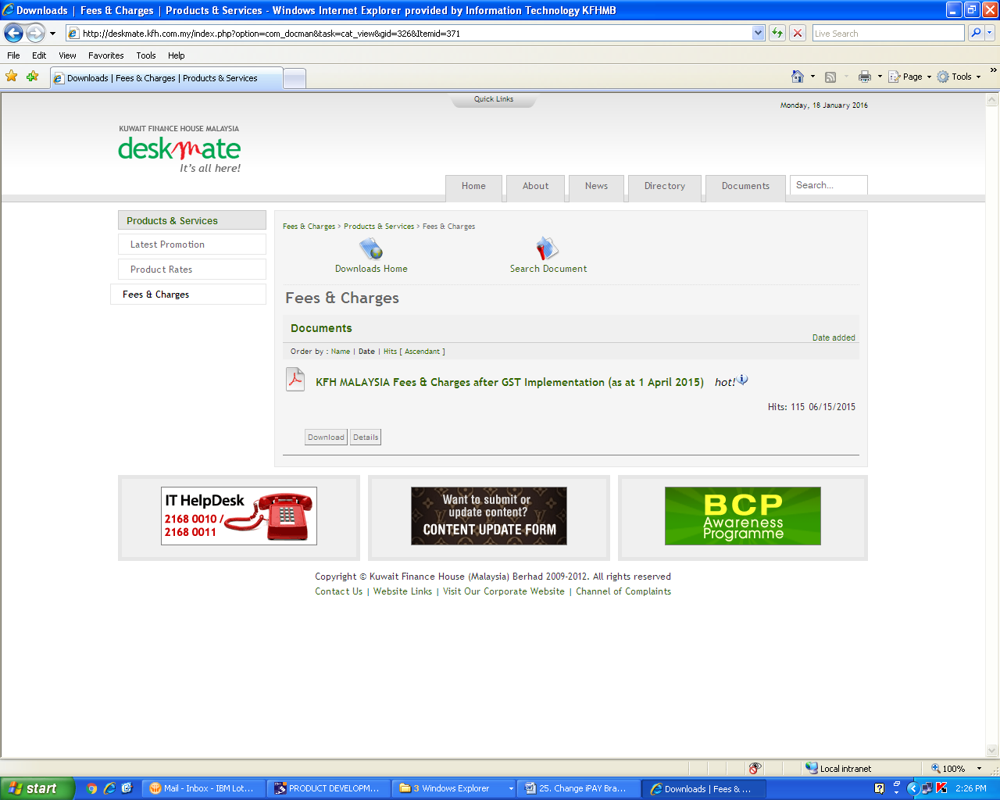 Downloads | Fees & Charges | Products & Services - Windows Internet Explorer provided by Information Technology KFHMB
http://deskmate.kfh.com.my/index.php?option=com_docman&task=cat_view&gid=326&Itemid=371
Live Search
File Edit View Favorites Tools Help
Downloads | Fees & Charges | Products & Services
Page Tools
Quick Links
Monday, 18 January 2016
KUWAIT FINANCE HOUSE MALAYSIA
deskmate
It's all here!
Home About News Directory Documents Search...
Products & Services
Latest Promotion
Product Rates
Fees & Charges
Fees & Charges > Products & Services > Fees & Charges
Downloads Home Search Document
Fees & Charges
Documents
Date added
Order by : Name | Date | Hits [ Ascendant ]
KFH MALAYSIA Fees & Charges after GST Implementation (as at 1 April 2015) hot!
Hits: 115 06/15/2015
Download Details
IT HelpDesk
2168 0010 /
2168 0011
Want to submit or
update content?
CONTENT UPDATE FORM
BCP
Awareness
Programme
Copyright © Kuwait Finance House (Malaysia) Berhad 2009-2012. All rights reserved
Contact Us | Website Links | Visit Our Corporate Website | Channel of Complaints
Local intranet 100%
start Mail - Inbox - IBM Lot... PRODUCT DEVELOPM... 3 Windows Explorer 25. Change iPAY Bra... Downloads | Fees & ... 2:26 PM